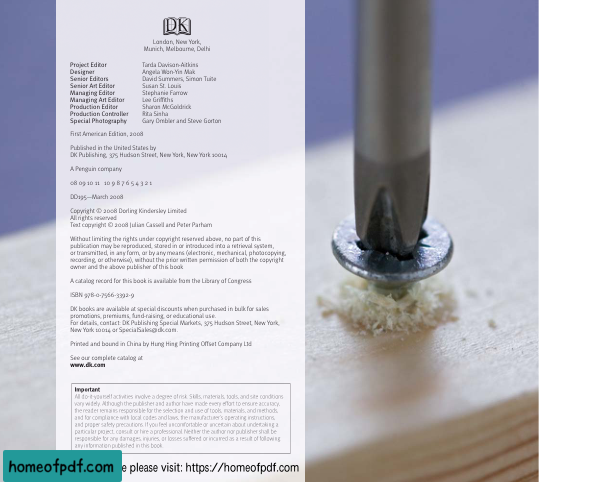 DK
London, New York,
Munich, Melbourne, Delhi
Project Editor Tarda Davison-Aitkins
Designer Angela Won-Yin Mak
Senior Editors David Summers, Simon Tuite
Senior Art Editor Susan St. Louis
Managing Editor Stephanie Farrow
Managing Art Editor Lee Griffiths
Production Editor Sharon McGoldrick
Production Controller Rita Sinha
Special Photography Gary Ombler and Steve Gorton
First American Edition, 2008
Published in the United States by
DK Publishing, 375 Hudson Street, New York, New York 10014
A Penguin company
08 09 10 11 10 9 8 7 6 5 4 3 2 1
DD195—March 2008
Copyright © 2008 Dorling Kindersley Limited
All rights reserved
Text copyright © 2008 Julian Cassell and Peter Parham
Without limiting the rights under copyright reserved above, no part of this
publication may be reproduced, stored in or introduced into a retrieval system,
or transmitted, in any form, or by any means (electronic, mechanical, photocopying,
recording, or otherwise), without the prior written permission of both the copyright
owner and the above publisher of this book
A catalog record for this book is available from the Library of Congress
ISBN 978-0-7566-3392-9
DK books are available at special discounts when purchased in bulk for sales
promotions, premiums, fund-raising, or educational use.
For details, contact: DK Publishing Special Markets, 375 Hudson Street, New York,
New York 10014 or SpecialSales@dk.com
Printed and bound in China by Hung Hing Printing Offset Company Ltd
See our complete catalog at
www.dk.com
Important
All do-it-yourself activities involve a degree of risk. Skills, materials, tools, and site conditions
vary widely. Although the publisher and author have made every effort to ensure accuracy,
the reader remains responsible for the selection and use of tools, materials, and methods,
and for compliance with local codes and laws, the manufacturer's operating instructions,
and proper safety precautions. If you feel uncomfortable or uncertain about undertaking a
particular project, consult or hire a professional. Neither the author nor publisher shall be
responsible for any damages, injuries, or losses suffered or incurred as a result of following
any information published in this book.
homeofpdf.com e please visit: https://homeofpdf.com